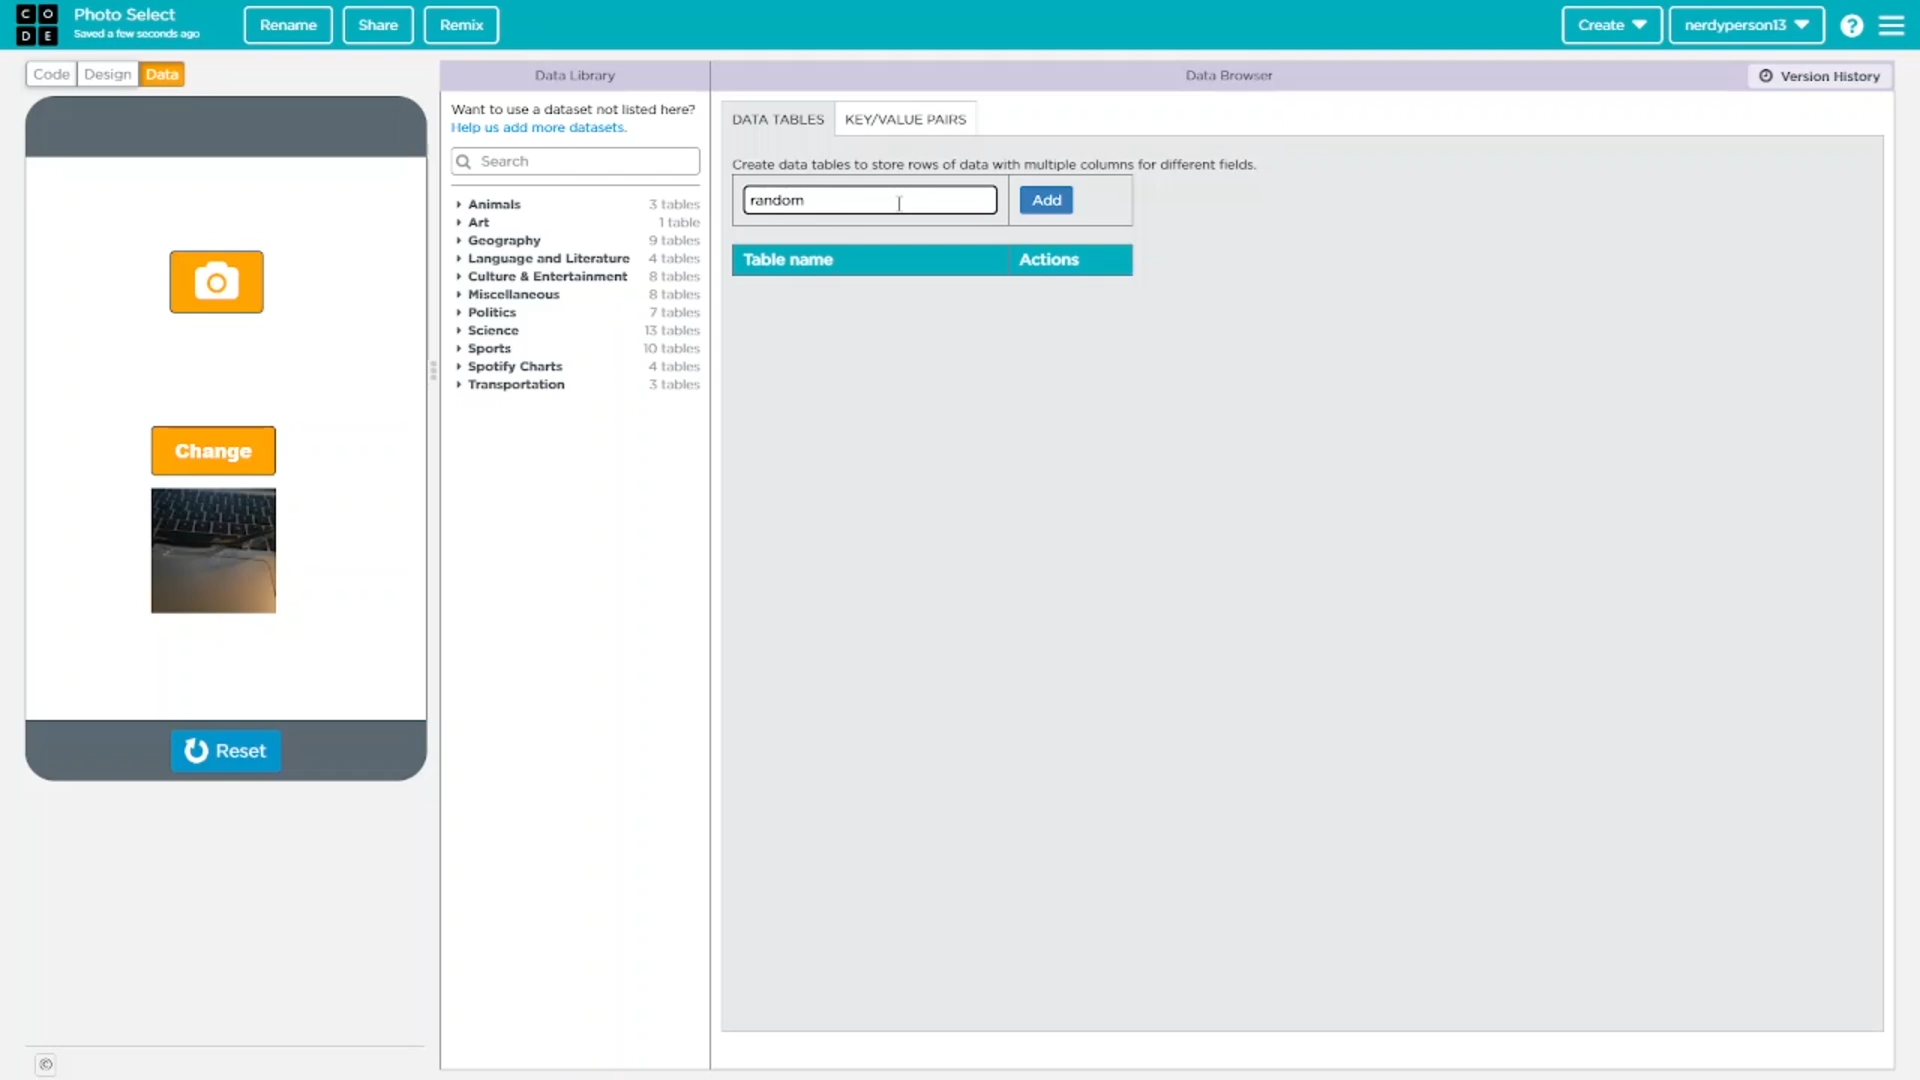 CO
DE
Photo Select
Saved a few seconds ago
Rename
Share
Remix
Create
nerdyperson13
?
Code
Design
Data
Data Library
Data Browser
Version History
Want to use a dataset not listed here?
Help us add more datasets.
Search
Animals 3 tables
Art 1 table
Geography 9 tables
Language and Literature 4 tables
Culture & Entertainment 8 tables
Miscellaneous 8 tables
Politics 7 tables
Science 13 tables
Sports 10 tables
Spotify Charts 4 tables
Transportation 3 tables
DATA TABLES
KEY/VALUE PAIRS
Create data tables to store rows of data with multiple columns for different fields.
random
Add
Table name
Actions
Change
Reset
©